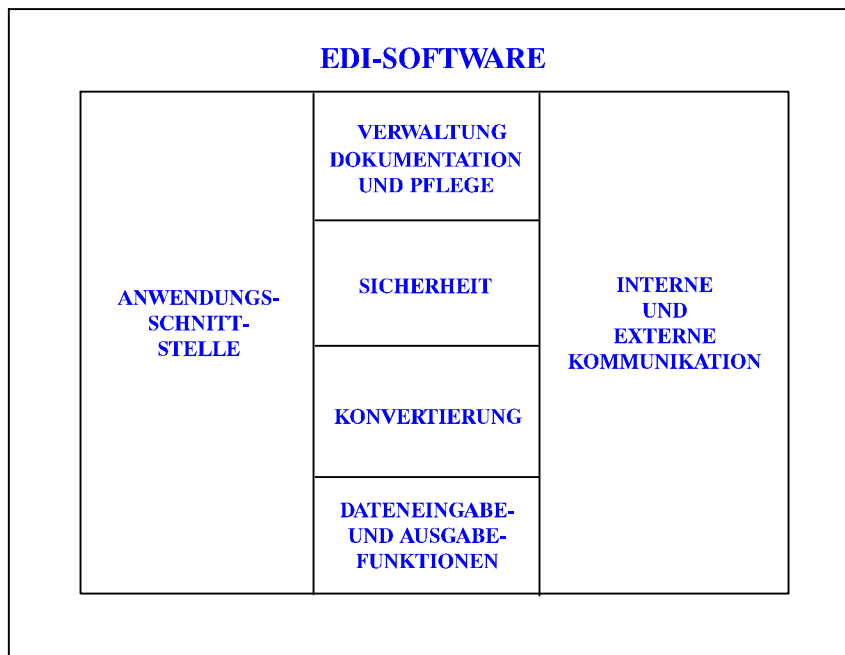 EDI-SOFTWARE
ANWENDUNGS-
SCHNITT-
STELLE
VERWALTUNG
DOKUMENTATION
UND PFLEGE
SICHERHEIT
KONVERTIERUNG
DATENEINGABE-
UND AUSGABE-
FUNKTIONEN
INTERNE
UND
EXTERNE
KOMMUNIKATION